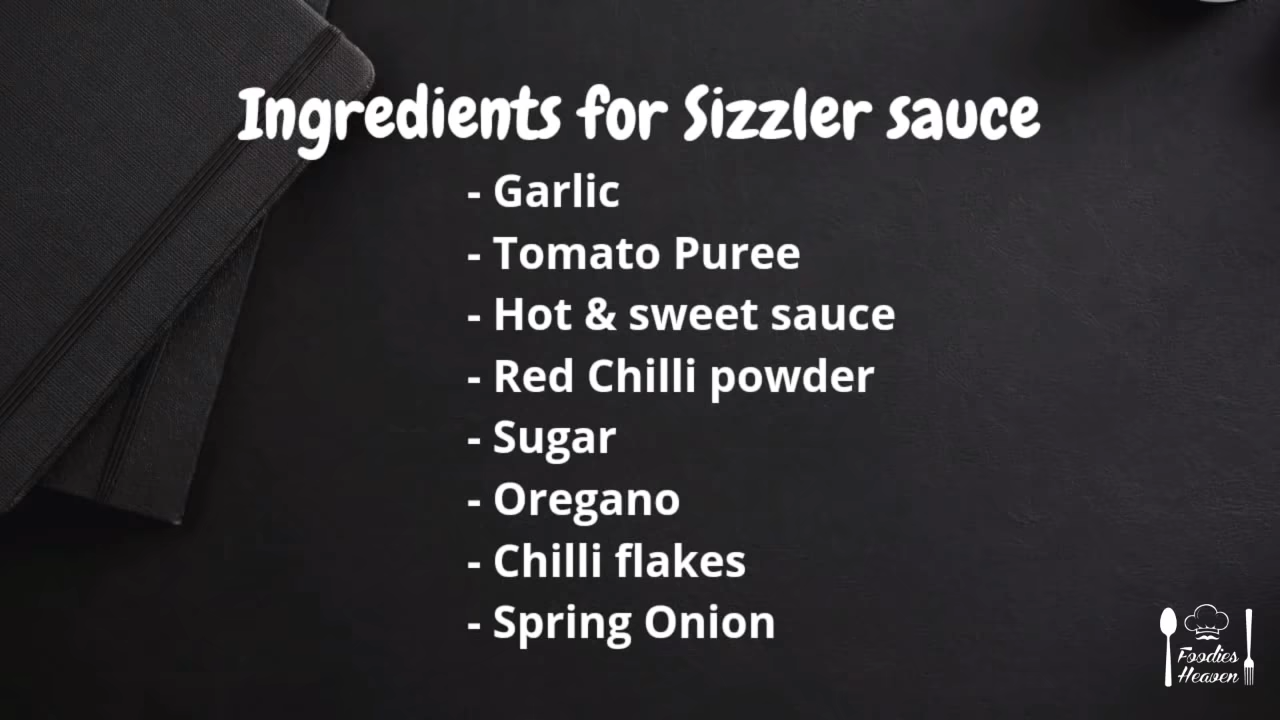 Ingredients for Sizzler sauce
- Garlic
- Tomato Puree
- Hot & sweet sauce
- Red Chilli powder
- Sugar
- Oregano
- Chilli flakes
- Spring Onion
Foodies
Heaven